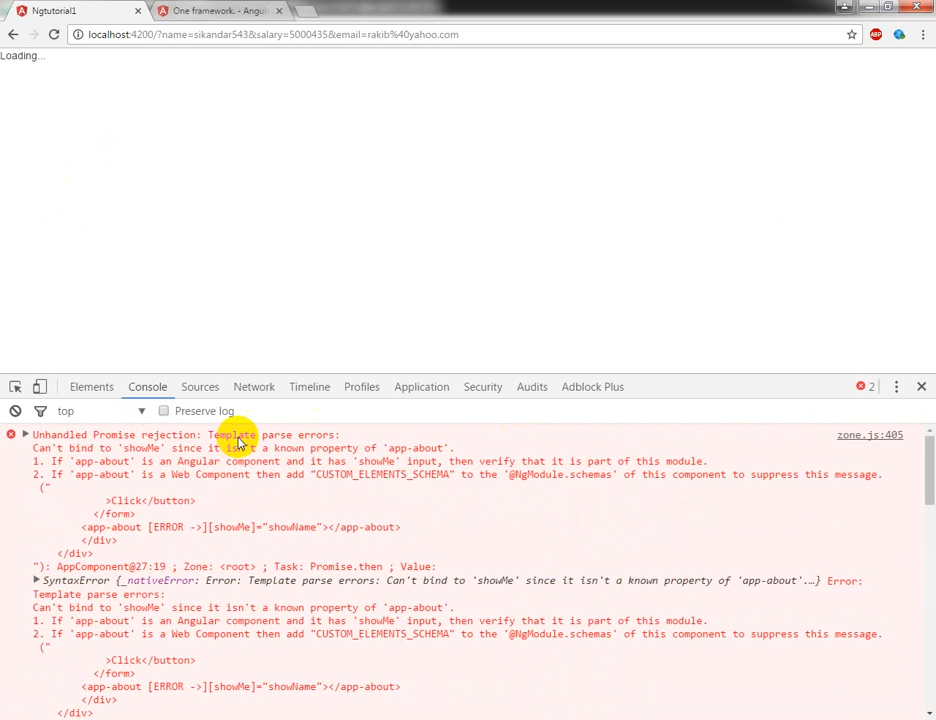 Ngtutorial1
One framework. - Angula
localhost:4200/?name=sikandar543&salary=5000435&email=rakib%40yahoo.com
ABP
Loading...
Elements Console Sources Network Timeline Profiles Application Security Audits Adblock Plus 2
top Preserve log
Unhandled Promise rejection: Template parse errors: zone.js:405
Can't bind to 'showMe' since it isn't a known property of 'app-about'.
1. If 'app-about' is an Angular component and it has 'showMe' input, then verify that it is part of this module.
2. If 'app-about' is a Web Component then add "CUSTOM_ELEMENTS_SCHEMA" to the '@NgModule.schemas' of this component to suppress this message.
("
>Click</button>
</form>
<app-about [ERROR ->][showMe]="showName"></app-about>
</div>
</div>
"): AppComponent@27:19 ; Zone: <root> ; Task: Promise.then ; Value:
SyntaxError {_nativeError: Error: Template parse errors: Can't bind to 'showMe' since it isn't a known property of 'app-about'.…} Error:
Template parse errors:
Can't bind to 'showMe' since it isn't a known property of 'app-about'.
1. If 'app-about' is an Angular component and it has 'showMe' input, then verify that it is part of this module.
2. If 'app-about' is a Web Component then add "CUSTOM_ELEMENTS_SCHEMA" to the '@NgModule.schemas' of this component to suppress this message.
("
>Click</button>
</form>
<app-about [ERROR ->][showMe]="showName"></app-about>
</div>
</div>